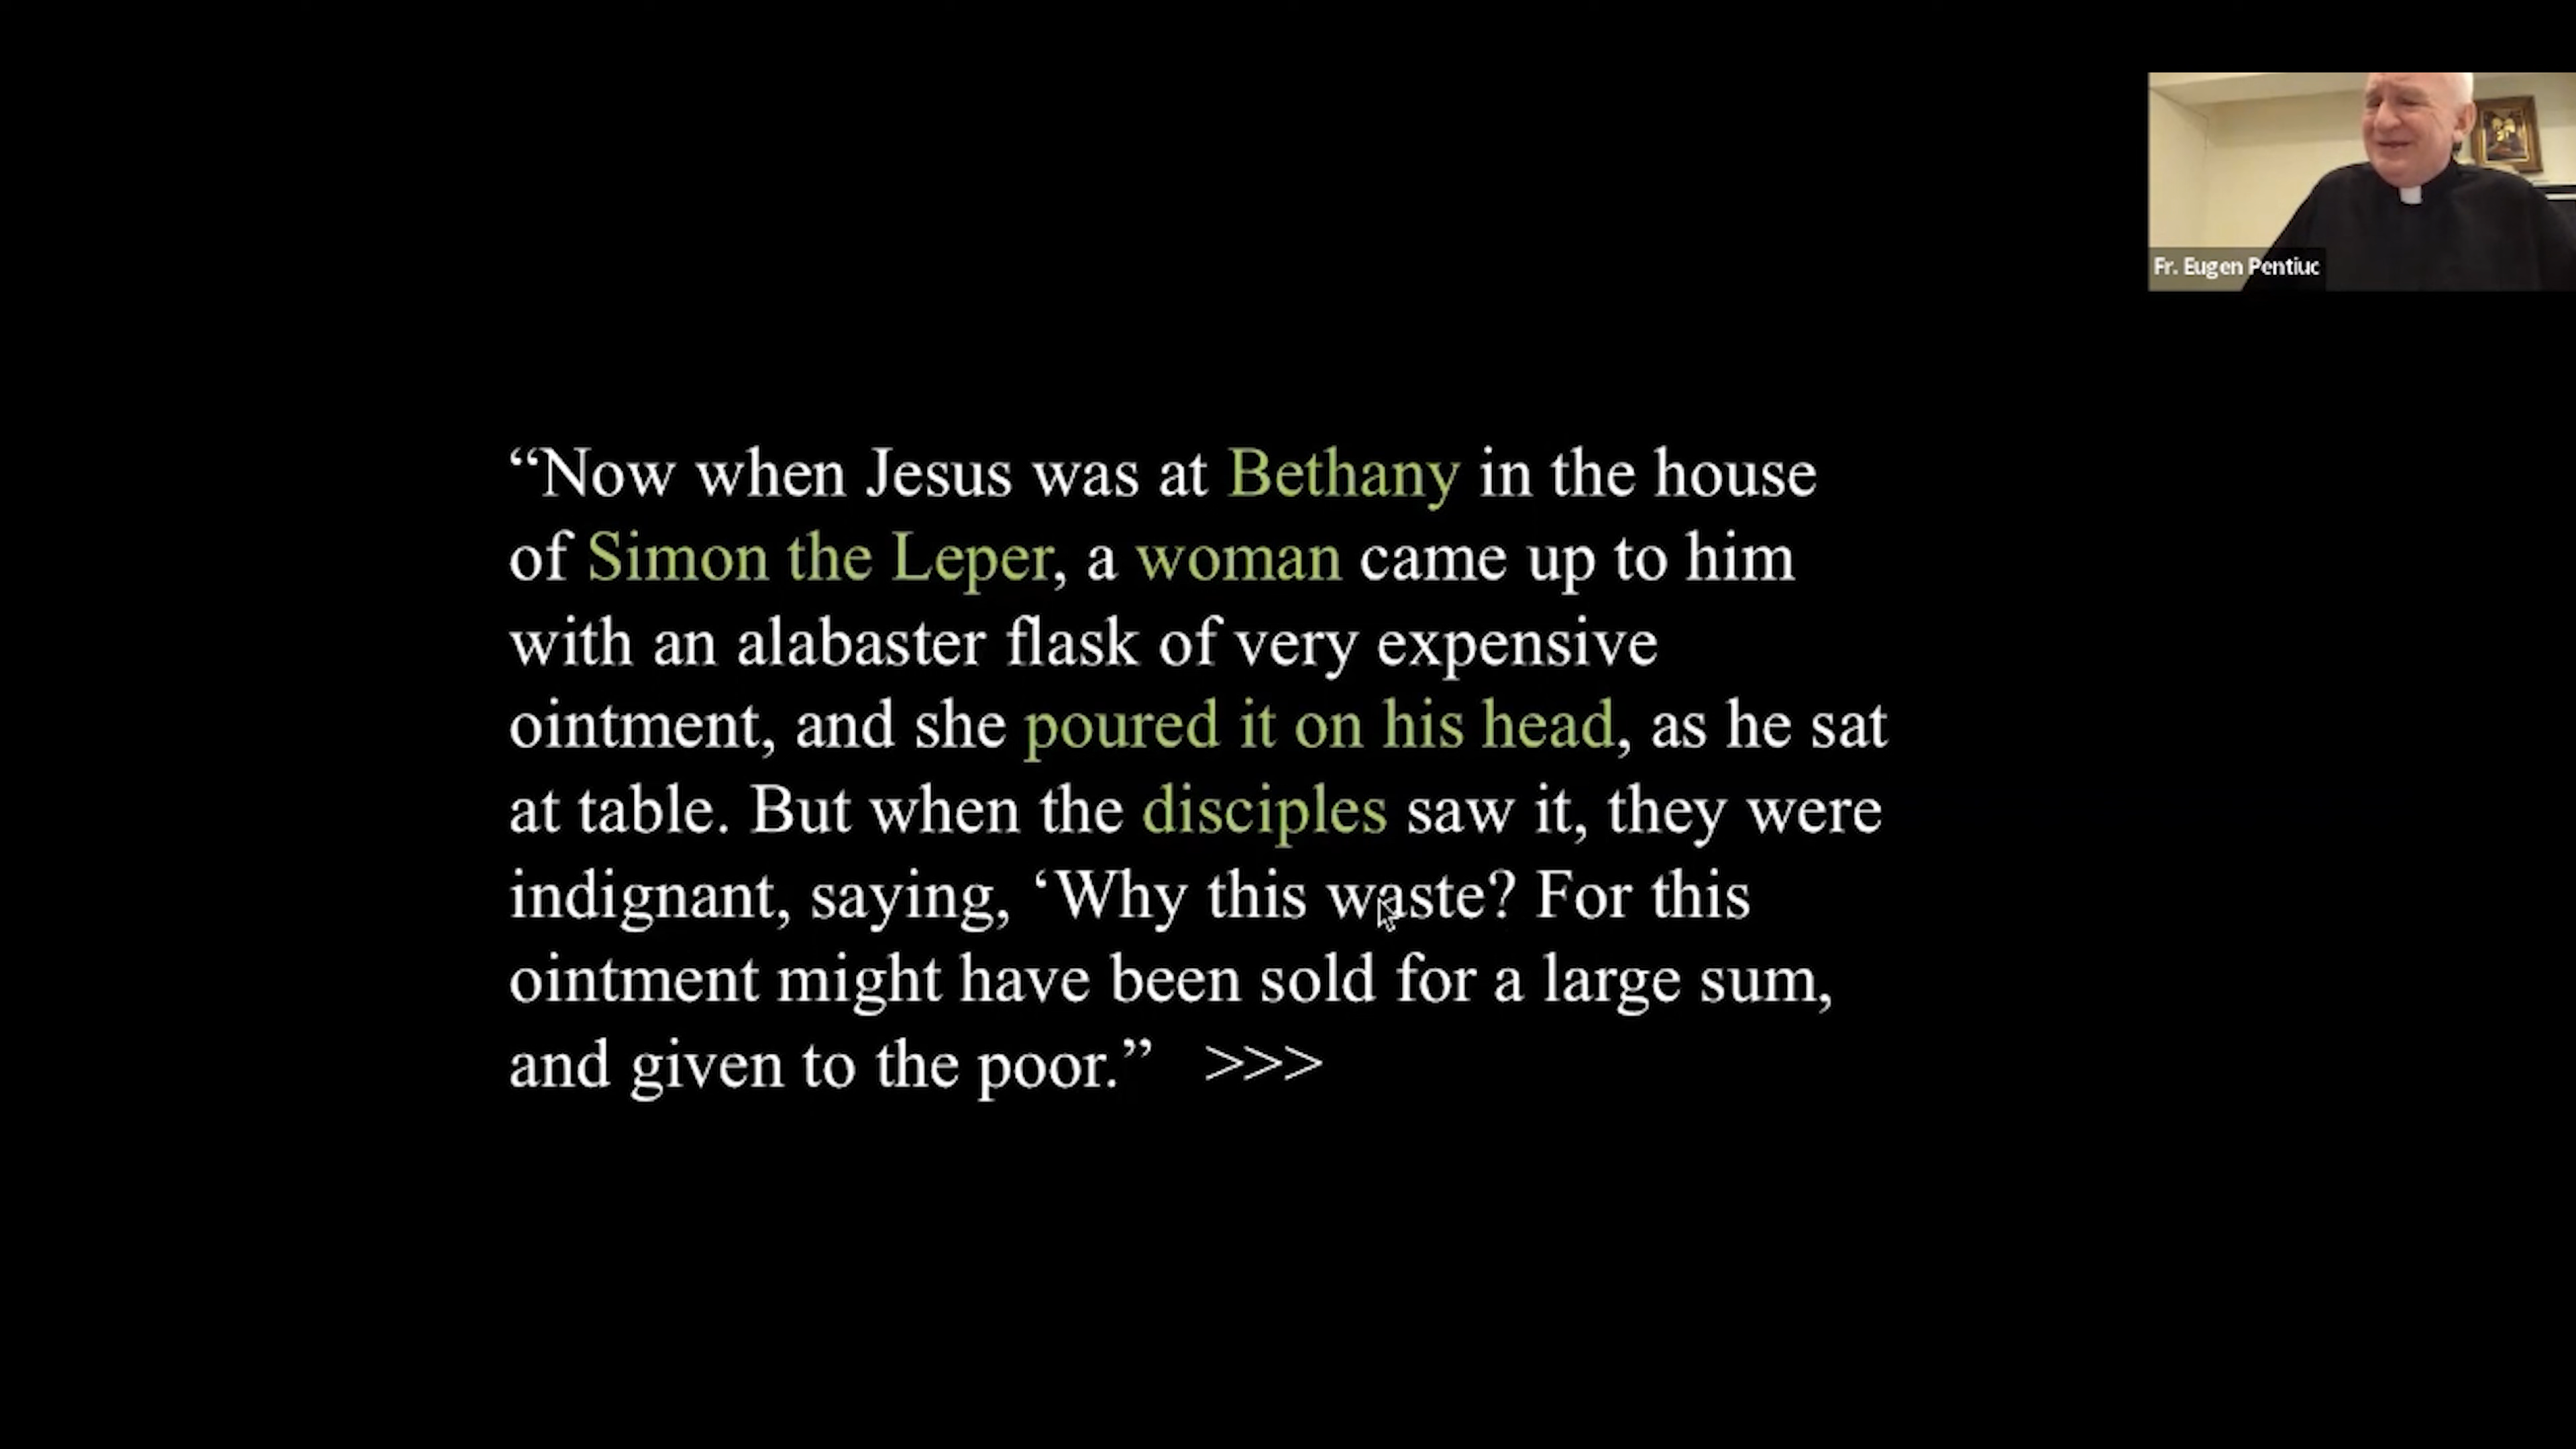 Fr. Eugen Pentiuc
“Now when Jesus was at Bethany in the house
of Simon the Leper, a woman came up to him
with an alabaster flask of very expensive
ointment, and she poured it on his head, as he sat
at table. But when the disciples saw it, they were
indignant, saying, ‘Why this waste? For this
ointment might have been sold for a large sum,
and given to the poor.” >>>